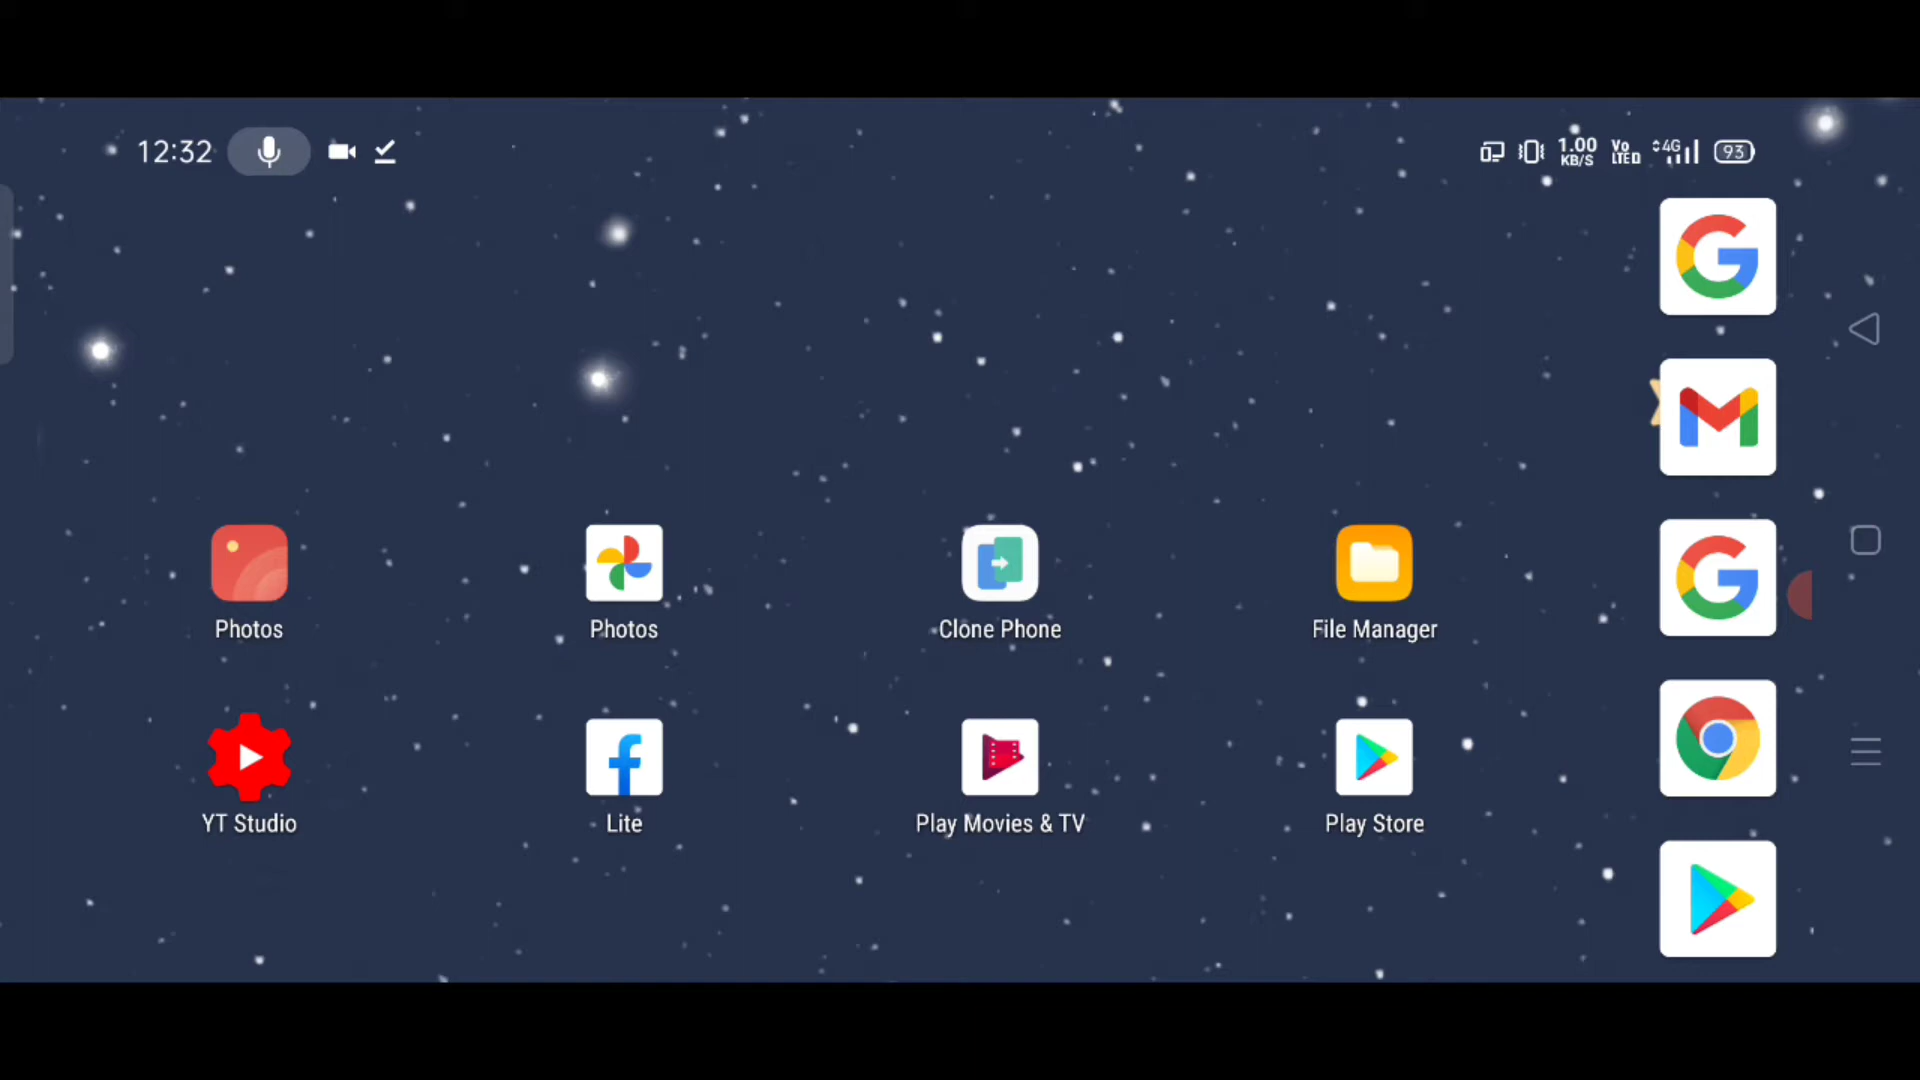 12:32
1.00
KB/S
Vo
LTE
4G
93
Photos
Photos
Clone Phone
File Manager
YT Studio
Lite
Play Movies & TV
Play Store